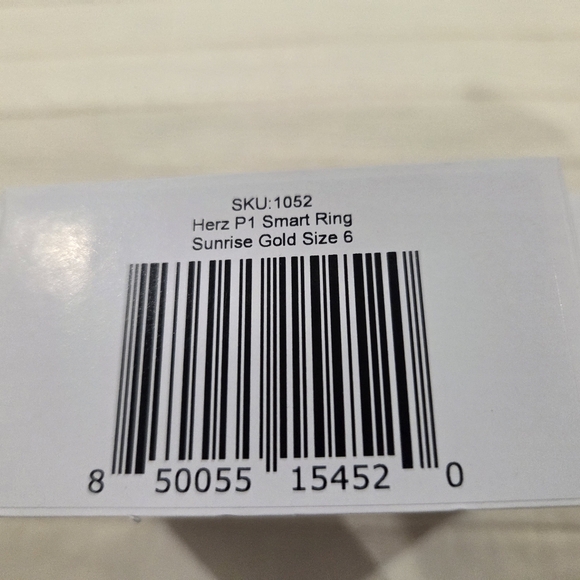 SKU:1052
Herz P1 Smart Ring
Sunrise Gold Size 6
8 50055 15452 0